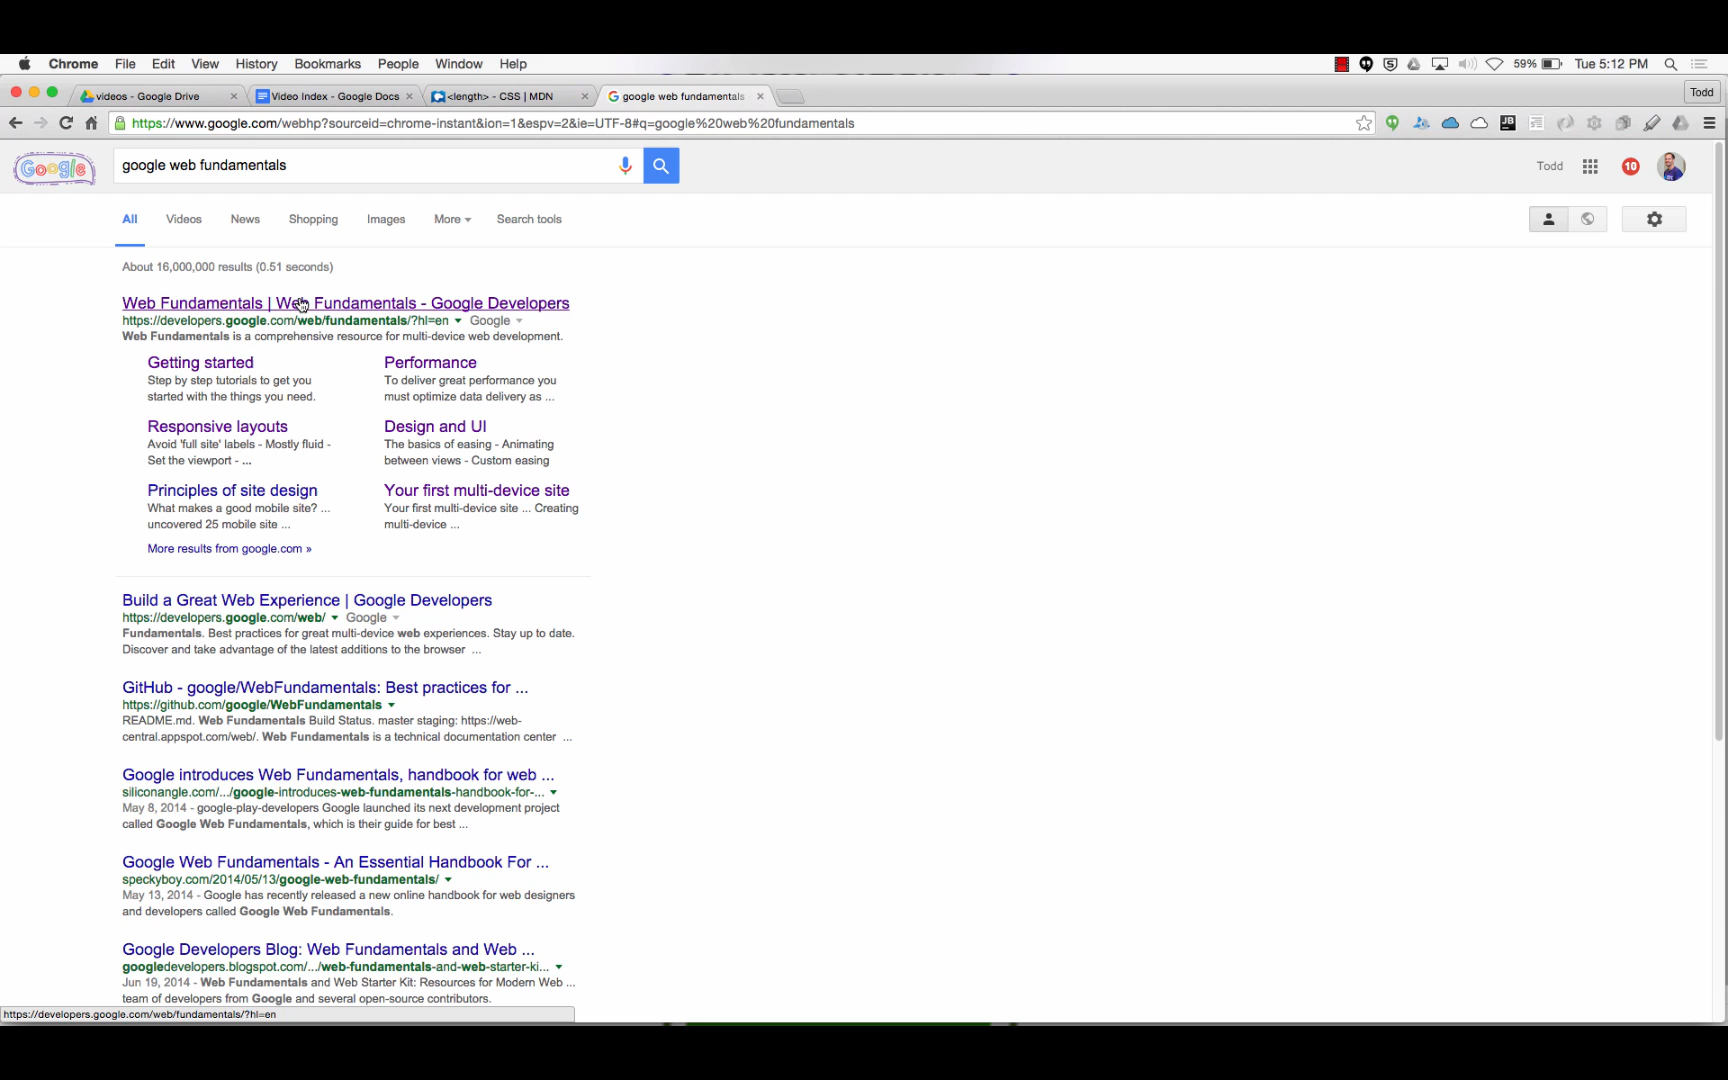 Chrome File Edit View History Bookmarks People Window Help 59% Tue 5:12 PM
videos - Google Drive Video Index - Google Docs <length> - CSS | MDN google web fundamentals Todd
https://www.google.com/webhp?sourceid=chrome-instant&ion=1&espv=2&ie=UTF-8#q=google%20web%20fundamentals
Google google web fundamentals Todd 10
All Videos News Shopping Images More Search tools
About 16,000,000 results (0.51 seconds)
Web Fundamentals | Web Fundamentals - Google Developers
https://developers.google.com/web/fundamentals/?hl=en Google
Web Fundamentals is a comprehensive resource for multi-device web development.
Getting started
Step by step tutorials to get you
started with the things you need.
Performance
To deliver great performance you
must optimize data delivery as ...
Responsive layouts
Avoid 'full site' labels - Mostly fluid -
Set the viewport - ...
Design and UI
The basics of easing - Animating
between views - Custom easing
Principles of site design
What makes a good mobile site? ...
uncovered 25 mobile site ...
Your first multi-device site
Your first multi-device site ... Creating
multi-device ...
More results from google.com »
Build a Great Web Experience | Google Developers
https://developers.google.com/web/ Google
Fundamentals. Best practices for great multi-device web experiences. Stay up to date.
Discover and take advantage of the latest additions to the browser ...
GitHub - google/WebFundamentals: Best practices for ...
https://github.com/google/WebFundamentals
README.md. Web Fundamentals Build Status. master staging: https://web-
central.appspot.com/web/. Web Fundamentals is a technical documentation center ...
Google introduces Web Fundamentals, handbook for web ...
siliconangle.com/.../google-introduces-web-fundamentals-handbook-for-...
May 8, 2014 - google-play-developers Google launched its next development project
called Google Web Fundamentals, which is their guide for best ...
Google Web Fundamentals - An Essential Handbook For ...
speckyboy.com/2014/05/13/google-web-fundamentals/
May 13, 2014 - Google has recently released a new online handbook for web designers
and developers called Google Web Fundamentals.
Google Developers Blog: Web Fundamentals and Web ...
googledevelopers.blogspot.com/.../web-fundamentals-and-web-starter-ki...
Jun 19, 2014 - Web Fundamentals and Web Starter Kit: Resources for Modern Web ...
team of developers from Google and several open-source contributors.
https://developers.google.com/web/fundamentals/?hl=en